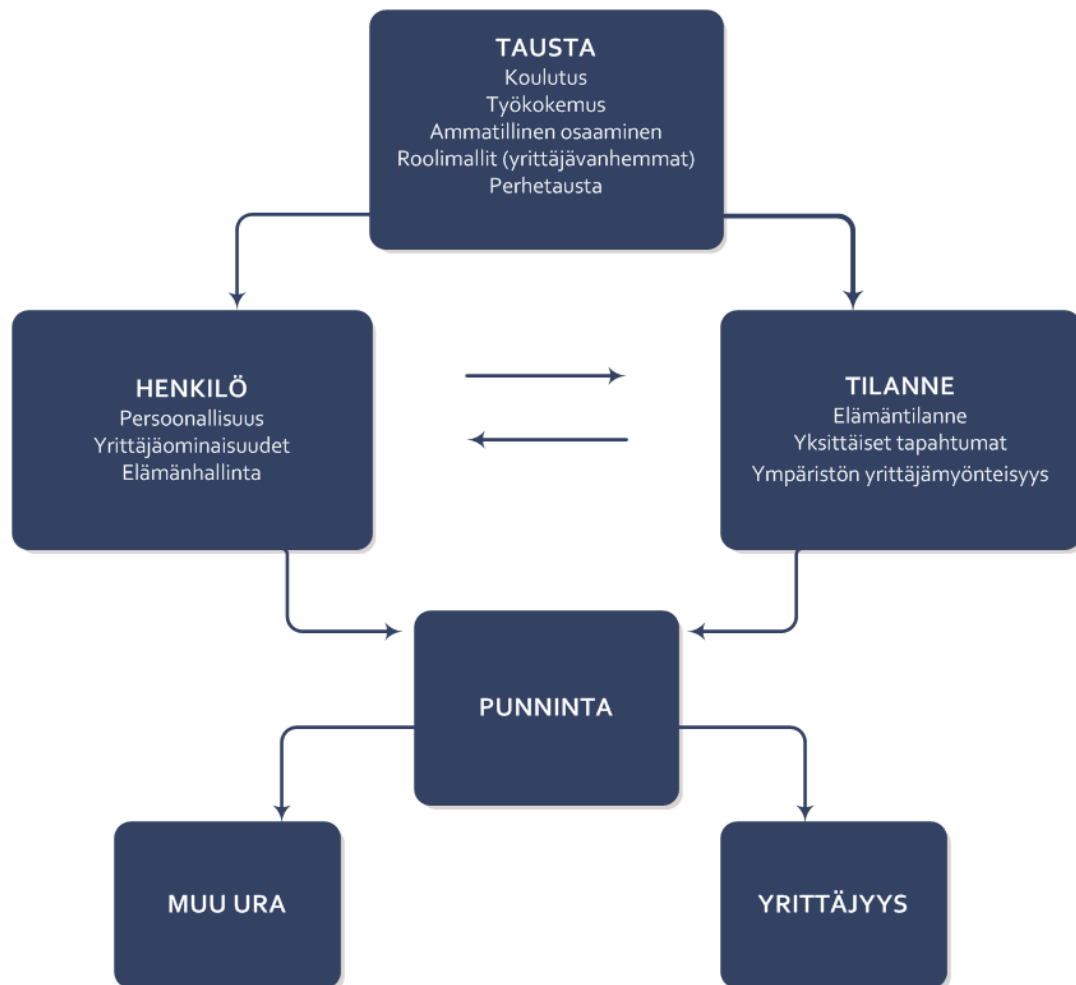 TAUSTA
Koulutus
Työkokemus
Ammatillinen osaaminen
Roolimallit (yrittäjävanhemmat)
Perhetausta
HENKILÖ
Persoonallisuus
Yrittäjäominaisuudet
Elämänhallinta
TILANNE
Elämäntilanne
Yksittäiset tapahtumat
Ympäristön yrittäjämyönteisyys
PUNNINTA
MUU URA
YRITTÄJYYS